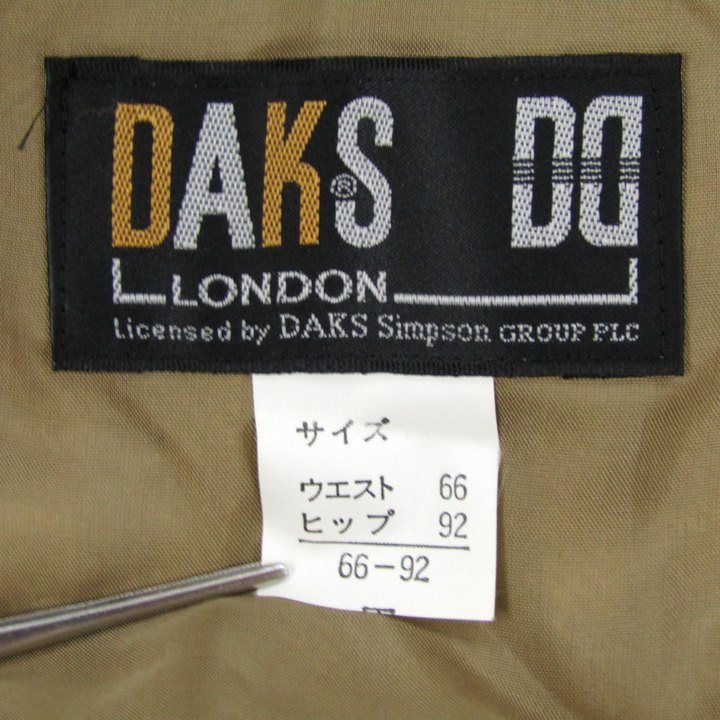 DAKS® DD
LONDON
Licensed by DAKS Simpson GROUP PLC
サイズ
ウエスト 66
ヒップ 92
66-92